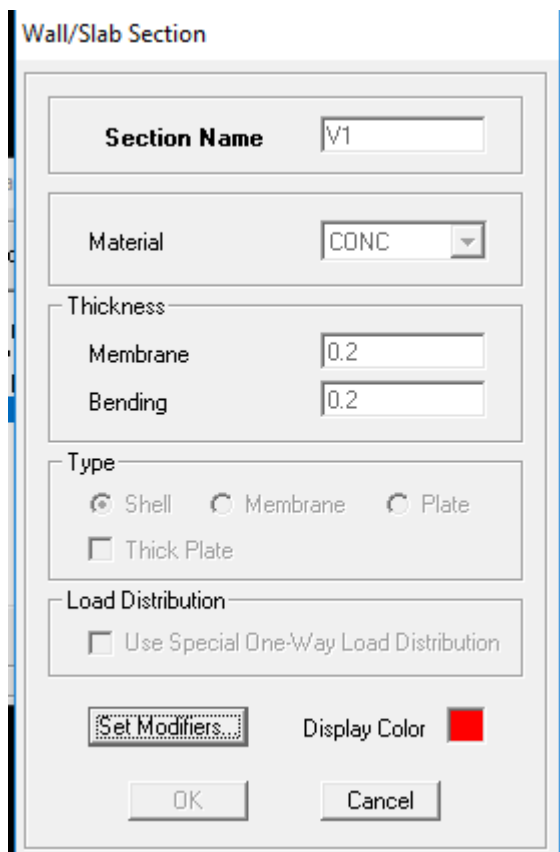 Wall/Slab Section
Section Name V1
Material CONC
Thickness
Membrane 0.2
Bending 0.2
Type
Shell Membrane Plate
Thick Plate
Load Distribution
Use Special One-Way Load Distribution
Set Modifiers... Display Color
OK Cancel